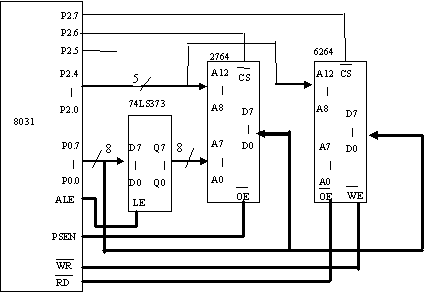 P2.7
P2.6
P2.5
P2.4
|
P2.0
8031
P0.7
|
P0.0
ALE
PSEN
WR
RD
5
8
74LS373
D7
|
D0
Q7
|
Q0
LE
8
2764
A12
|
A8
CS
D7
|
D0
A7
|
A0
OE
6264
A12
|
A8
CS
D7
|
D0
A7
|
A0
OE
WE